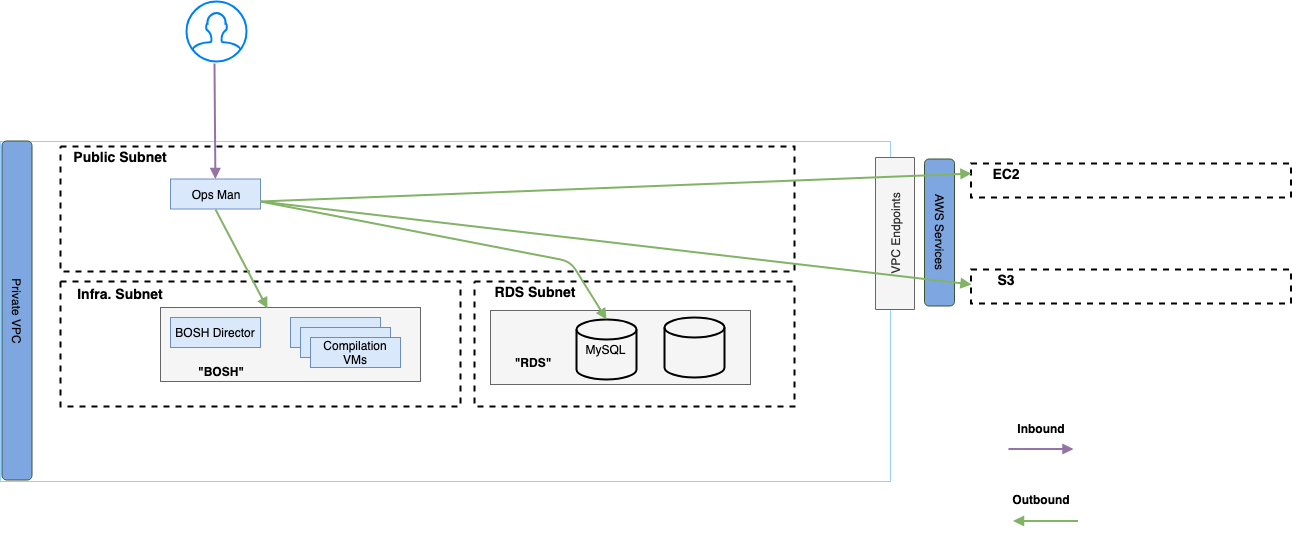 Public Subnet
Ops Man
EC2
VPC Endpoints
AWS Services
S3
Private VPC
Infra. Subnet
RDS Subnet
BOSH Director
Compilation
VMs
"BOSH"
"RDS"
MySQL
Inbound
Outbound